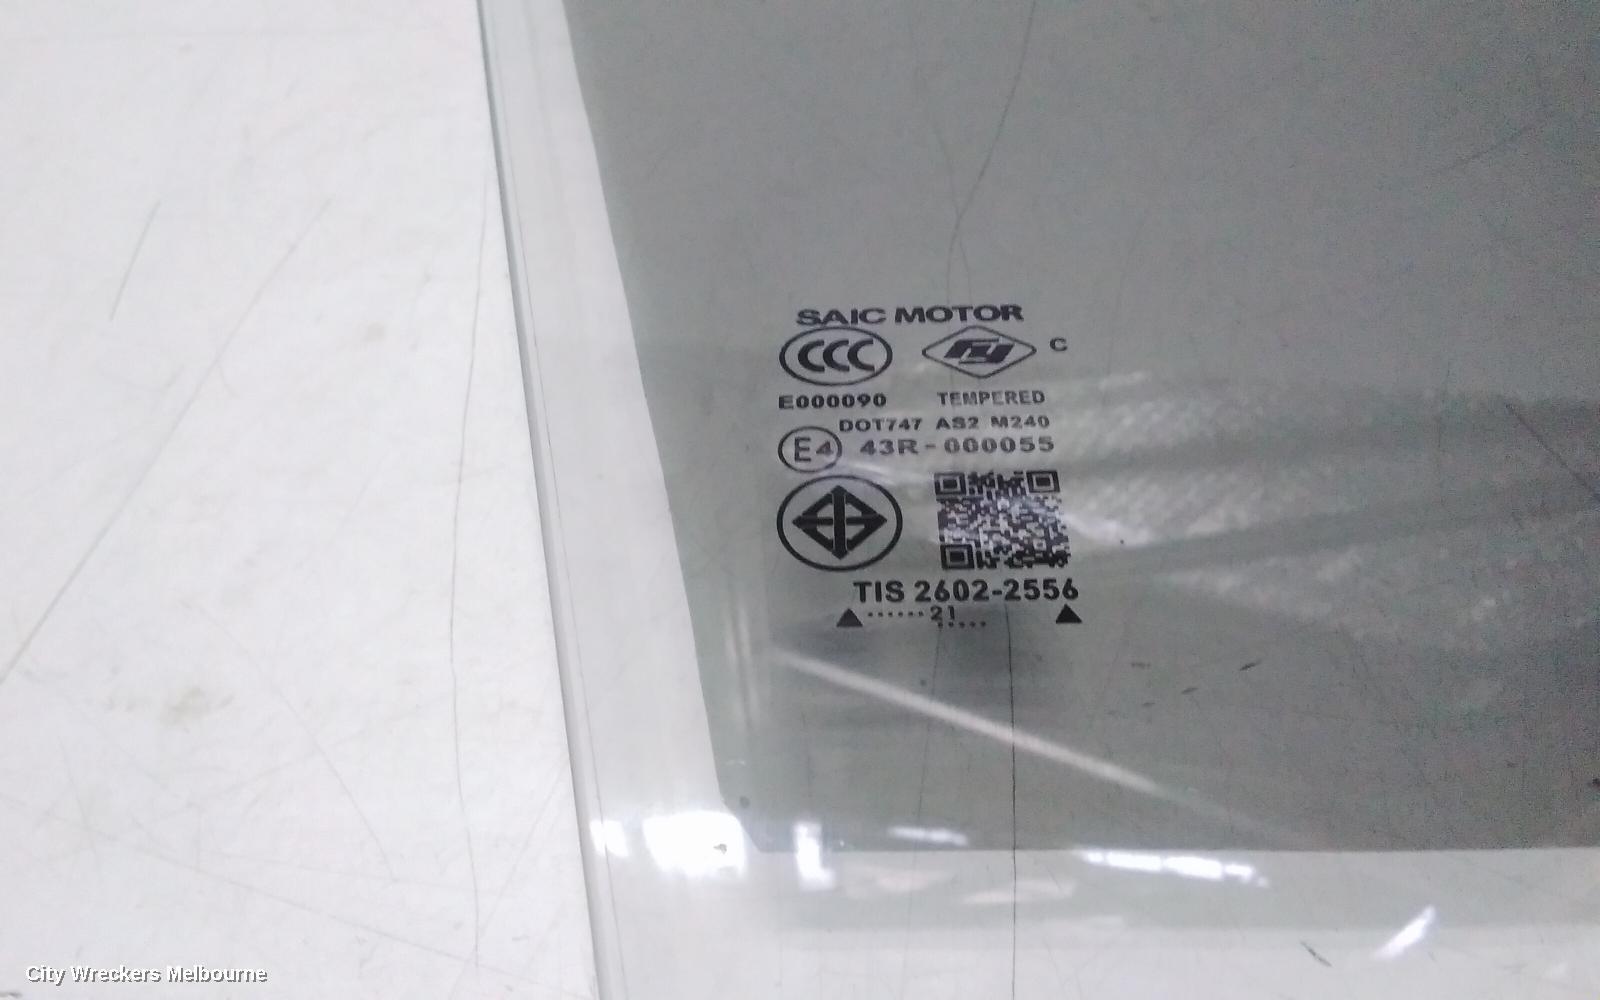 SAIC MOTOR
CCC C
E000090 TEMPERED
DOT747 AS2 M240
E4 43R-000055
TIS 2602-2556
▲ ······21 ▲
·····
City Wreckers Melbourne